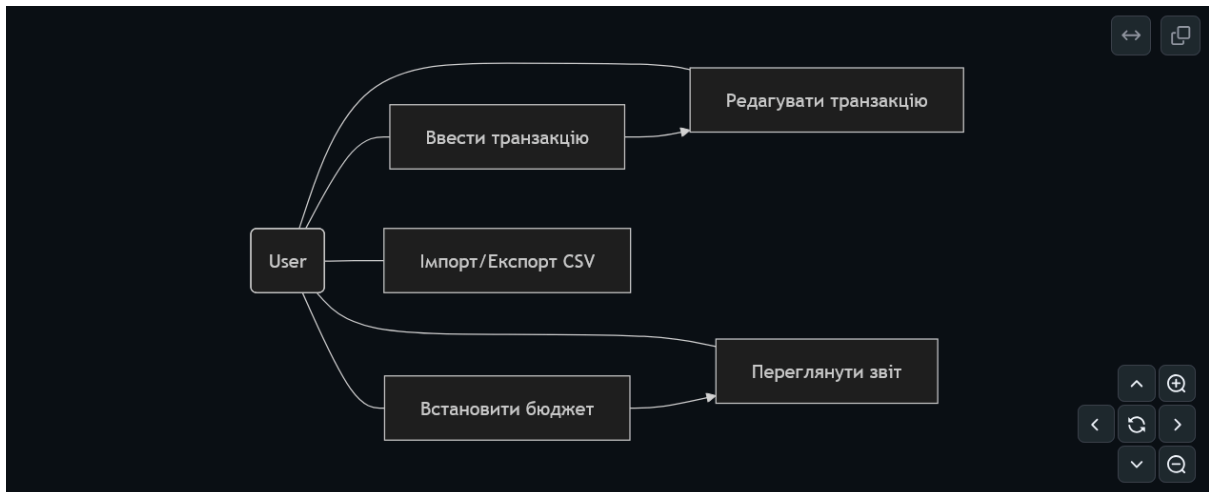 Редагувати транзакцію
Ввести транзакцію
User
Імпорт/Експорт CSV
Переглянути звіт
Встановити бюджет